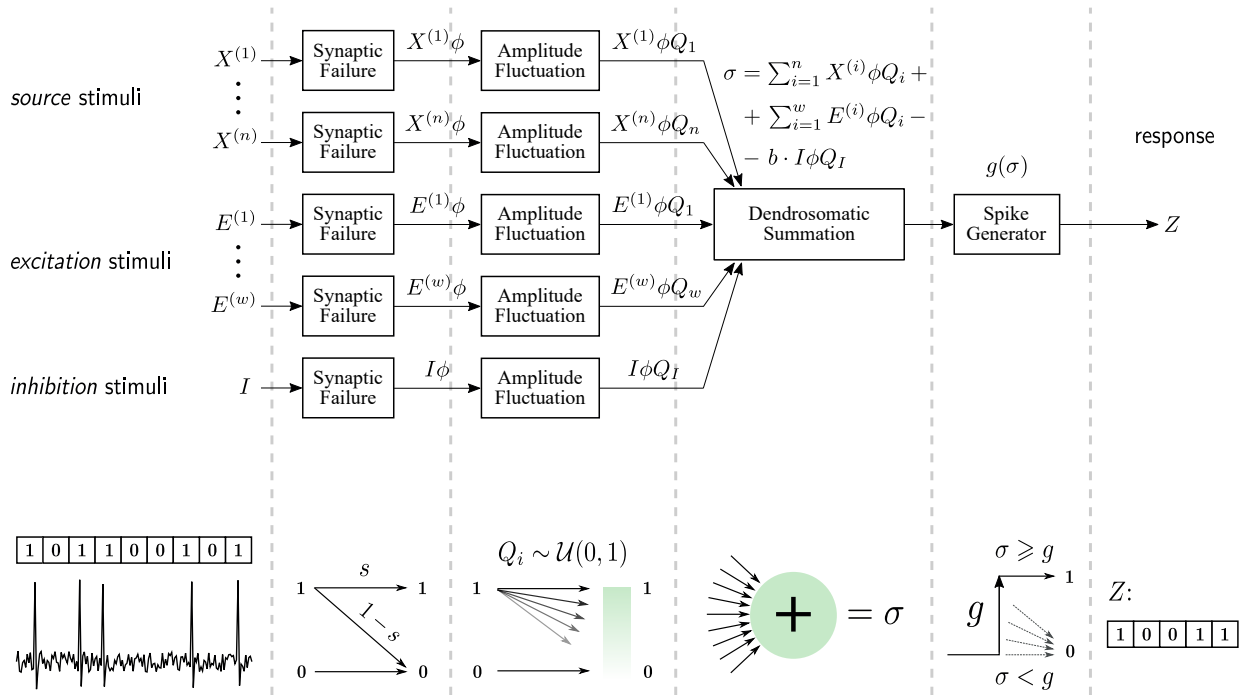 X^{(1)} Synaptic Failure X^{(1)}ϕ Amplitude Fluctuation X^{(1)}ϕQ_1
σ = ∑_{i=1}^{n} X^{(i)}ϕQ_i +
+ ∑_{i=1}^{w} E^{(i)}ϕQ_i −
− b · IϕQ_I
source stimuli
X^{(n)} Synaptic Failure X^{(n)}ϕ Amplitude Fluctuation X^{(n)}ϕQ_n
response
g(σ)
E^{(1)} Synaptic Failure E^{(1)}ϕ Amplitude Fluctuation E^{(1)}ϕQ_1
Dendrosomatic Summation
Spike Generator
Z
excitation stimuli
E^{(w)} Synaptic Failure E^{(w)}ϕ Amplitude Fluctuation E^{(w)}ϕQ_w
inhibition stimuli
I Synaptic Failure Iϕ Amplitude Fluctuation IϕQ_I
1 0 1 1 0 0 1 0 1
1 s 1
1 − s
0 0
Q_i ∼ U(0, 1)
1 1
0 0
+ = σ
σ ⩾ g
1
g
0
σ < g
Z:
1 0 0 1 1